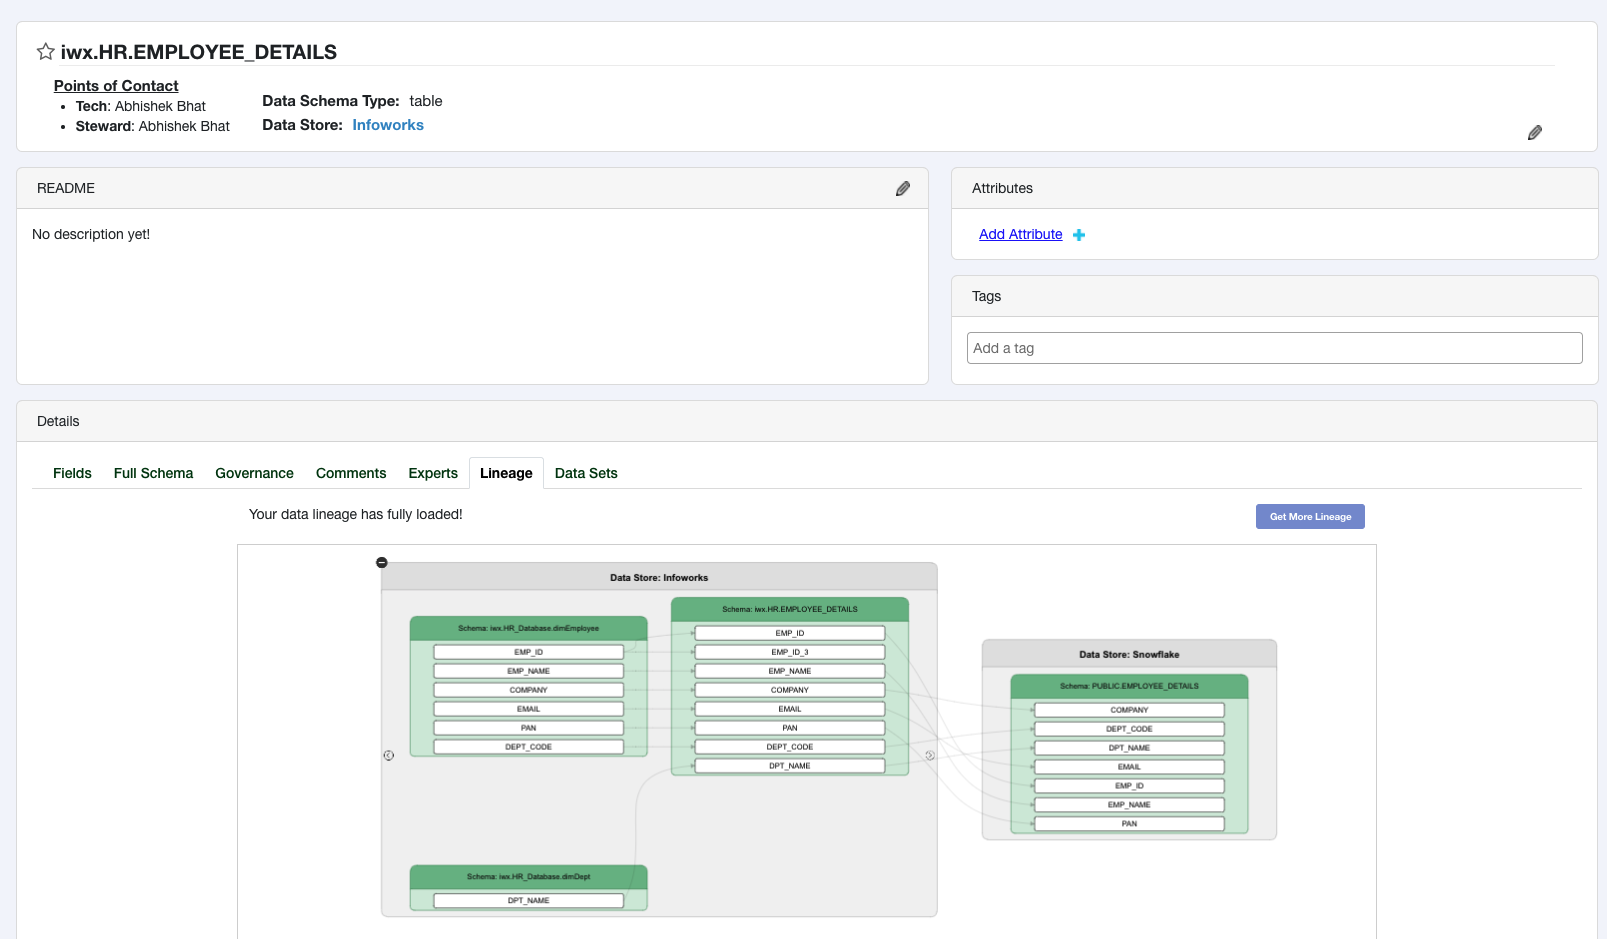 iwx.HR.EMPLOYEE_DETAILS
Points of Contact
Tech: Abhishek Bhat
Steward: Abhishek Bhat
Data Schema Type: table
Data Store: Infoworks
README
No description yet!
Attributes
Add Attribute
Tags
Add a tag
Details
Fields Full Schema Governance Comments Experts Lineage Data Sets
Your data lineage has fully loaded!
Get More Lineage
Data Store: Infoworks
Schema: iwx.HR_Database.dimEmployee
EMP_ID
EMP_NAME
COMPANY
EMAIL
PAN
DEPT_CODE
Schema: iwx.HR.EMPLOYEE_DETAILS
EMP_ID
EMP_ID_3
EMP_NAME
COMPANY
EMAIL
PAN
DEPT_CODE
DPT_NAME
Schema: iwx.HR_Database.dimDept
DPT_NAME
Data Store: Snowflake
Schema: PUBLIC.EMPLOYEE_DETAILS
COMPANY
DEPT_CODE
DPT_NAME
EMAIL
EMP_ID
EMP_NAME
PAN